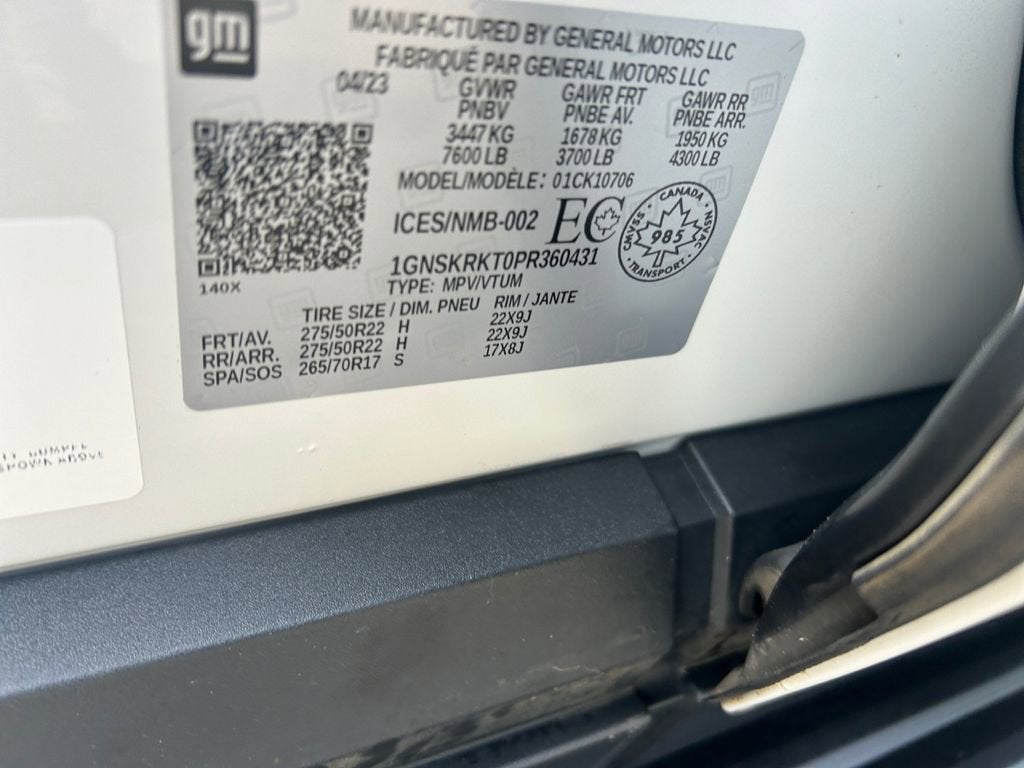 gm
MANUFACTURED BY GENERAL MOTORS LLC
FABRIQUÉ PAR GENERAL MOTORS LLC
04/23 GVWR GAWR FRT GAWR RR
PNBV PNBE AV. PNBE ARR.
3447 KG 1678 KG 1950 KG
7600 LB 3700 LB 4300 LB
MODEL/MODÈLE: 01CK10706
ICES/NMB-002 EC
CANADA
CMVSS 985 NSVAC
TRANSPORT
1GNSKRKT0PR360431
140X TYPE: MPV/VTUM
TIRE SIZE / DIM. PNEU RIM / JANTE
FRT/AV. 275/50R22 H 22X9J
RR/ARR. 275/50R22 H 22X9J
SPA/SOS 265/70R17 S 17X8J
ABOVE